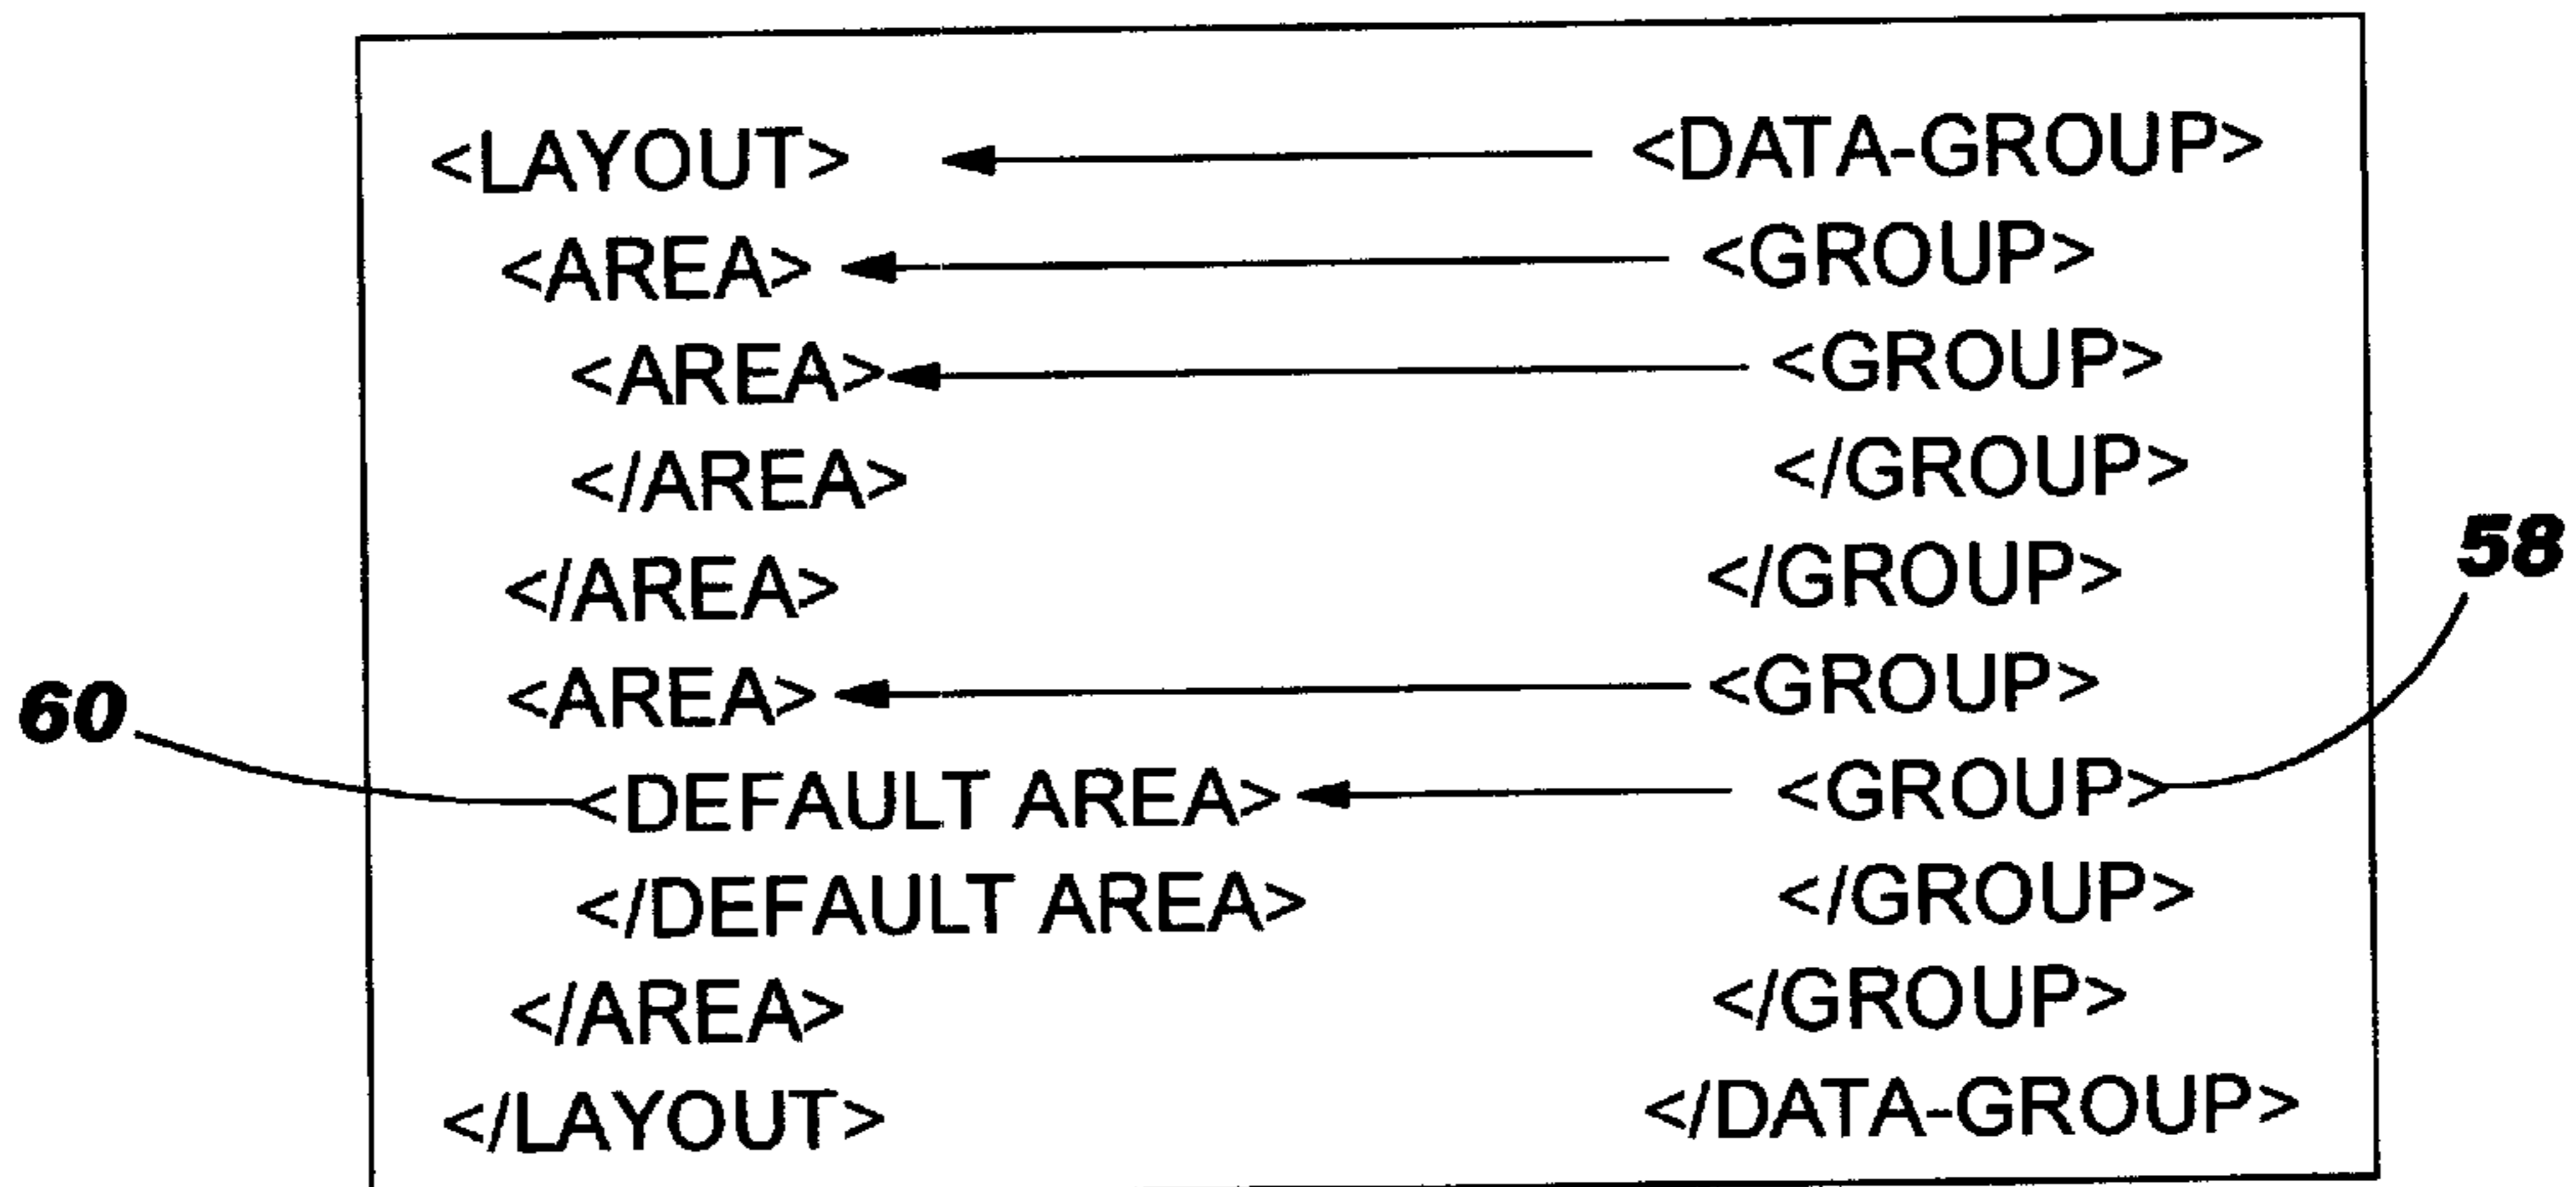 <LAYOUT> <DATA-GROUP>
<AREA> <GROUP>
<AREA> <GROUP>
</AREA> </GROUP>
</AREA> </GROUP>
58
<AREA> <GROUP>
60
<DEFAULT AREA> <GROUP>
</DEFAULT AREA> </GROUP>
</AREA> </GROUP>
</LAYOUT> </DATA-GROUP>